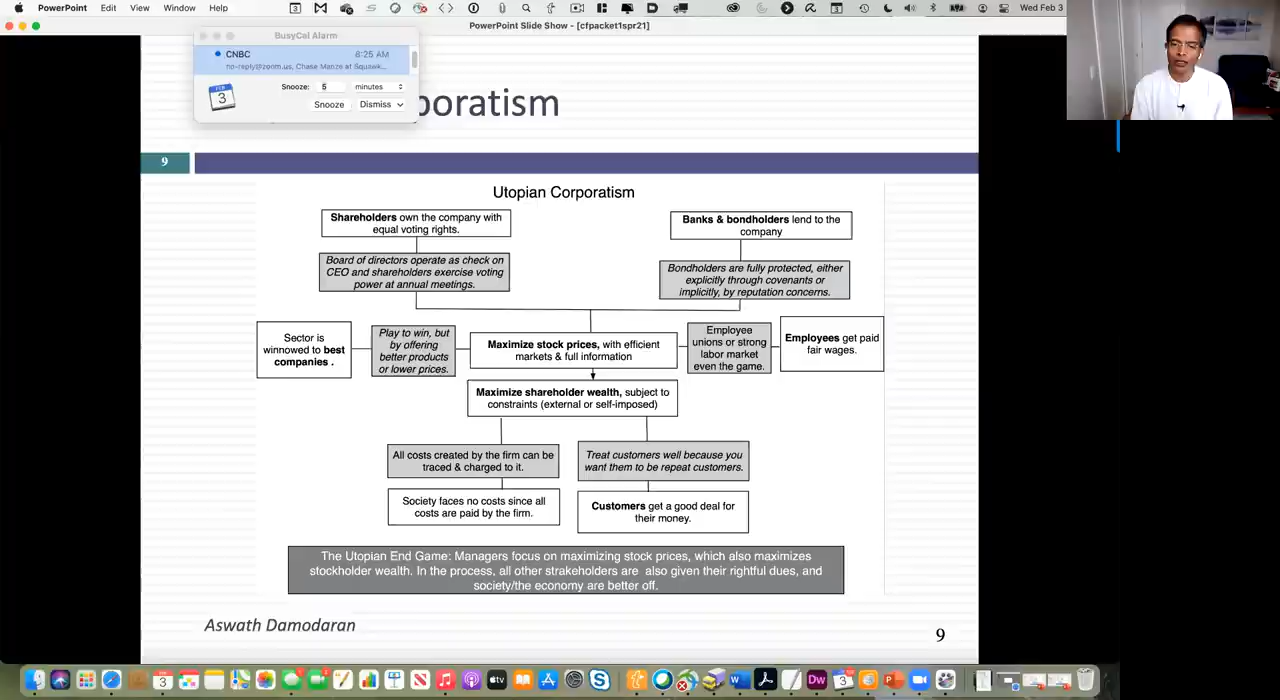 PowerPoint Edit View Window Help
Wed Feb 3
PowerPoint Slide Show - [cfpacket1spr21]
BusyCal Alarm
CNBC 8:25 AM
no-reply@zoom.us, Chase Manze at Squawk...
FEB
3
Snooze: 5 minutes
Snooze Dismiss
poratism
9
Utopian Corporatism
Shareholders own the company with
equal voting rights.
Banks & bondholders lend to the
company
Board of directors operate as check on
CEO and shareholders exercise voting
power at annual meetings.
Bondholders are fully protected, either
explicitly through covenants or
implicitly, by reputation concerns.
Sector is
winnowed to best
companies .
Play to win, but
by offering
better products
or lower prices.
Maximize stock prices, with efficient
markets & full information
Employee
unions or strong
labor market
even the game.
Employees get paid
fair wages.
Maximize shareholder wealth, subject to
constraints (external or self-imposed)
All costs created by the firm can be
traced & charged to it.
Treat customers well because you
want them to be repeat customers.
Society faces no costs since all
costs are paid by the firm.
Customers get a good deal for
their money.
The Utopian End Game: Managers focus on maximizing stock prices, which also maximizes
stockholder wealth. In the process, all other strakeholders are also given their rightful dues, and
society/the economy are better off.
Aswath Damodaran
9